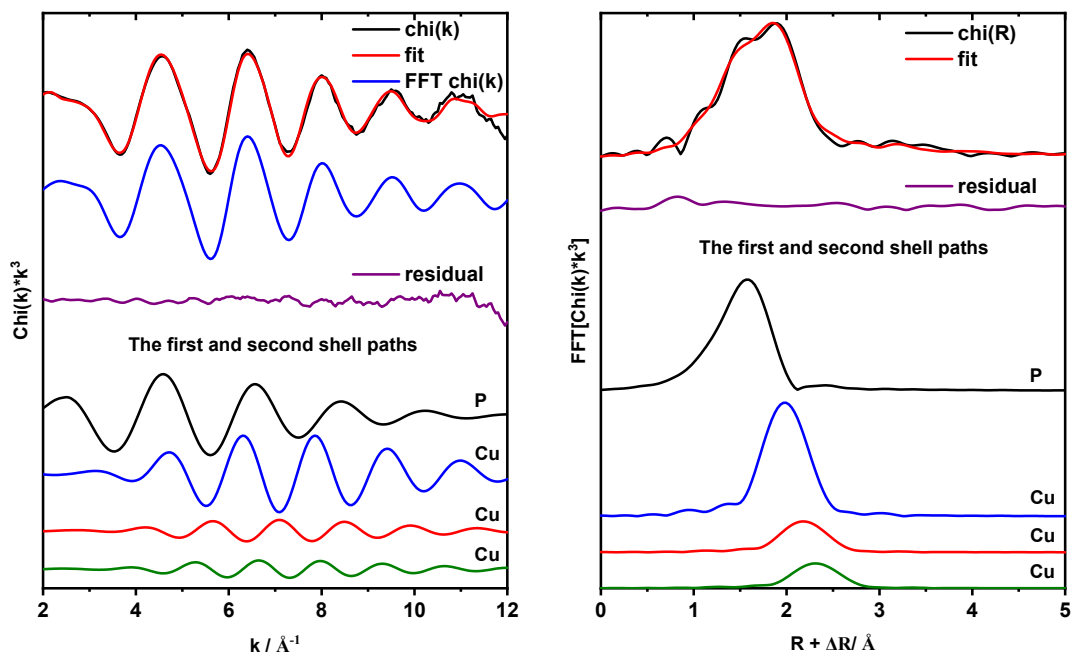 chi(k)
fit
FFT chi(k)
residual
The first and second shell paths
P
Cu
Cu
Cu
Chi(k)*k³
2 4 6 8 10 12
k/ Å⁻¹
chi(R)
fit
residual
The first and second shell paths
P
Cu
Cu
Cu
FFT[Chi(k)*k³]
0 1 2 3 4 5
R + ΔR/ Å